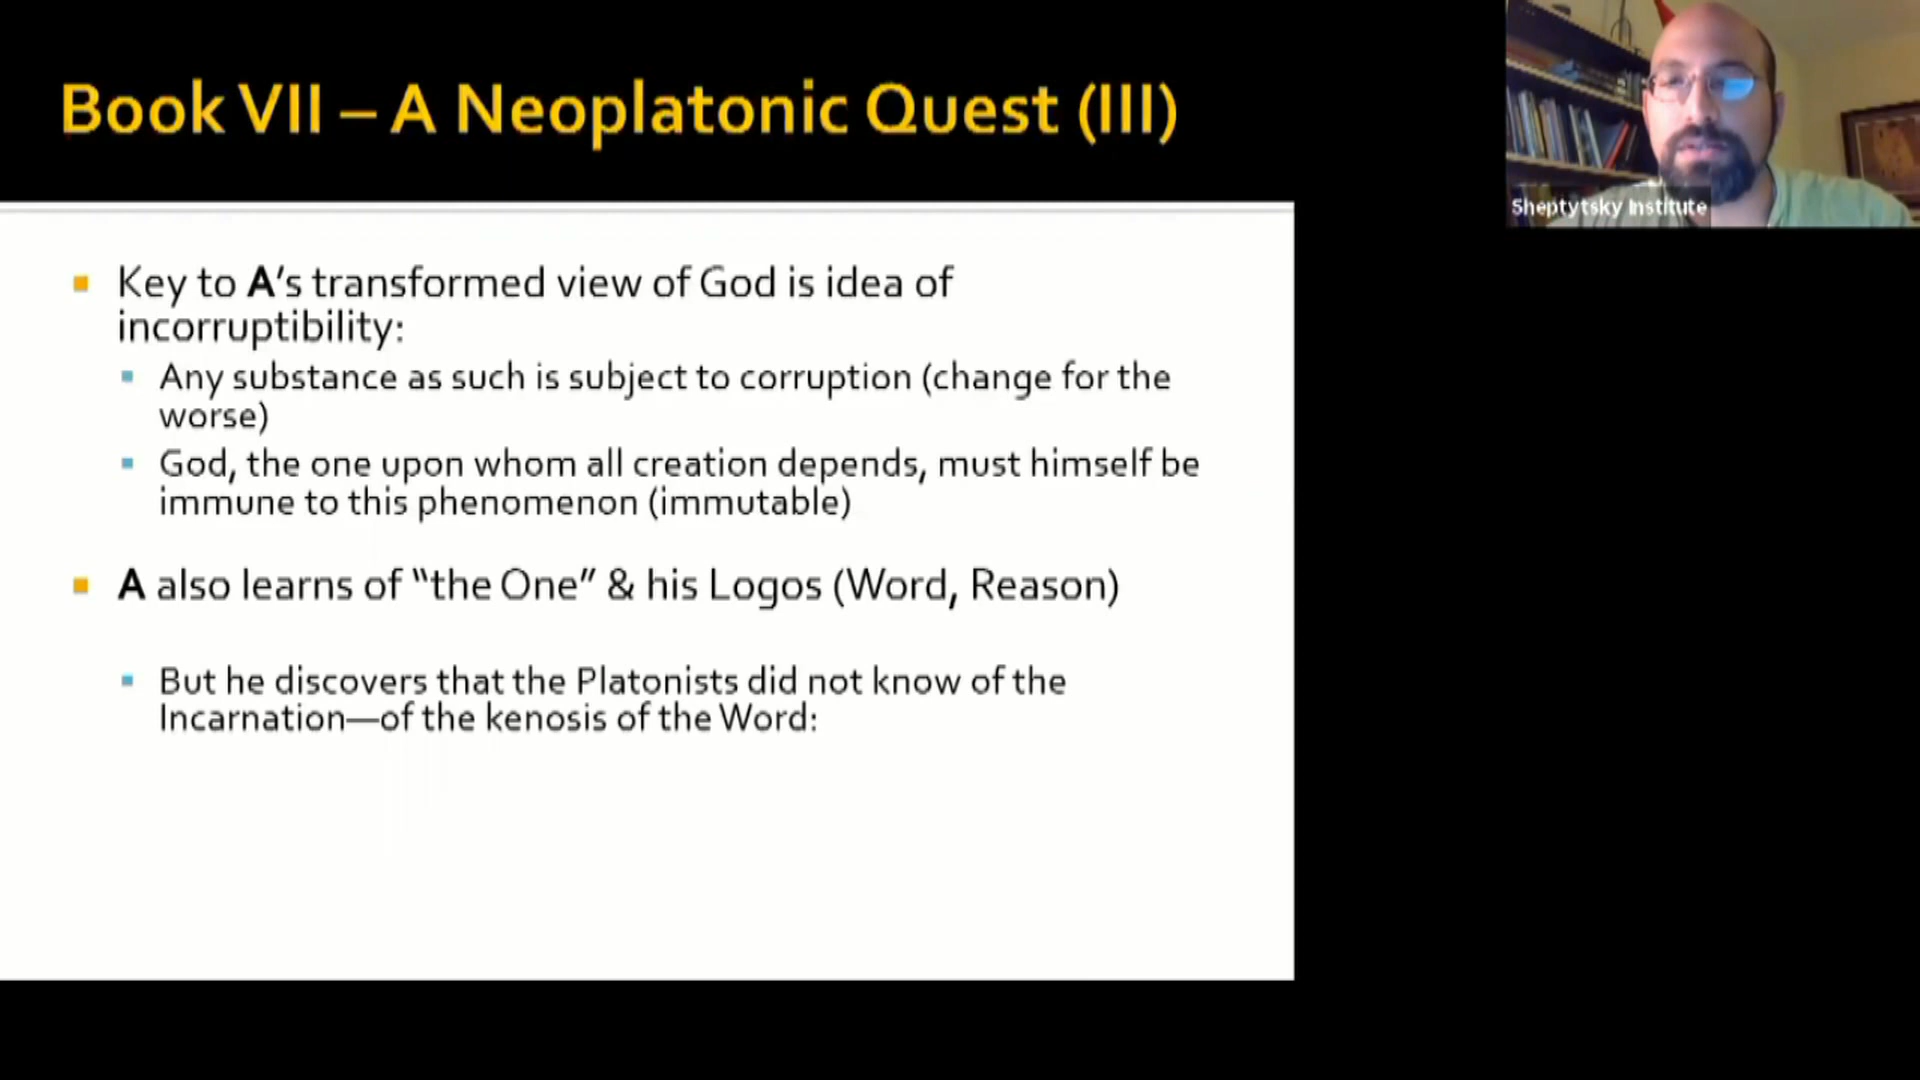 Book VII – A Neoplatonic Quest (III)
Sheptytsky Institute
Key to A's transformed view of God is idea of
incorruptibility:
Any substance as such is subject to corruption (change for the
worse)
God, the one upon whom all creation depends, must himself be
immune to this phenomenon (immutable)
A also learns of “the One” & his Logos (Word, Reason)
But he discovers that the Platonists did not know of the
Incarnation—of the kenosis of the Word: